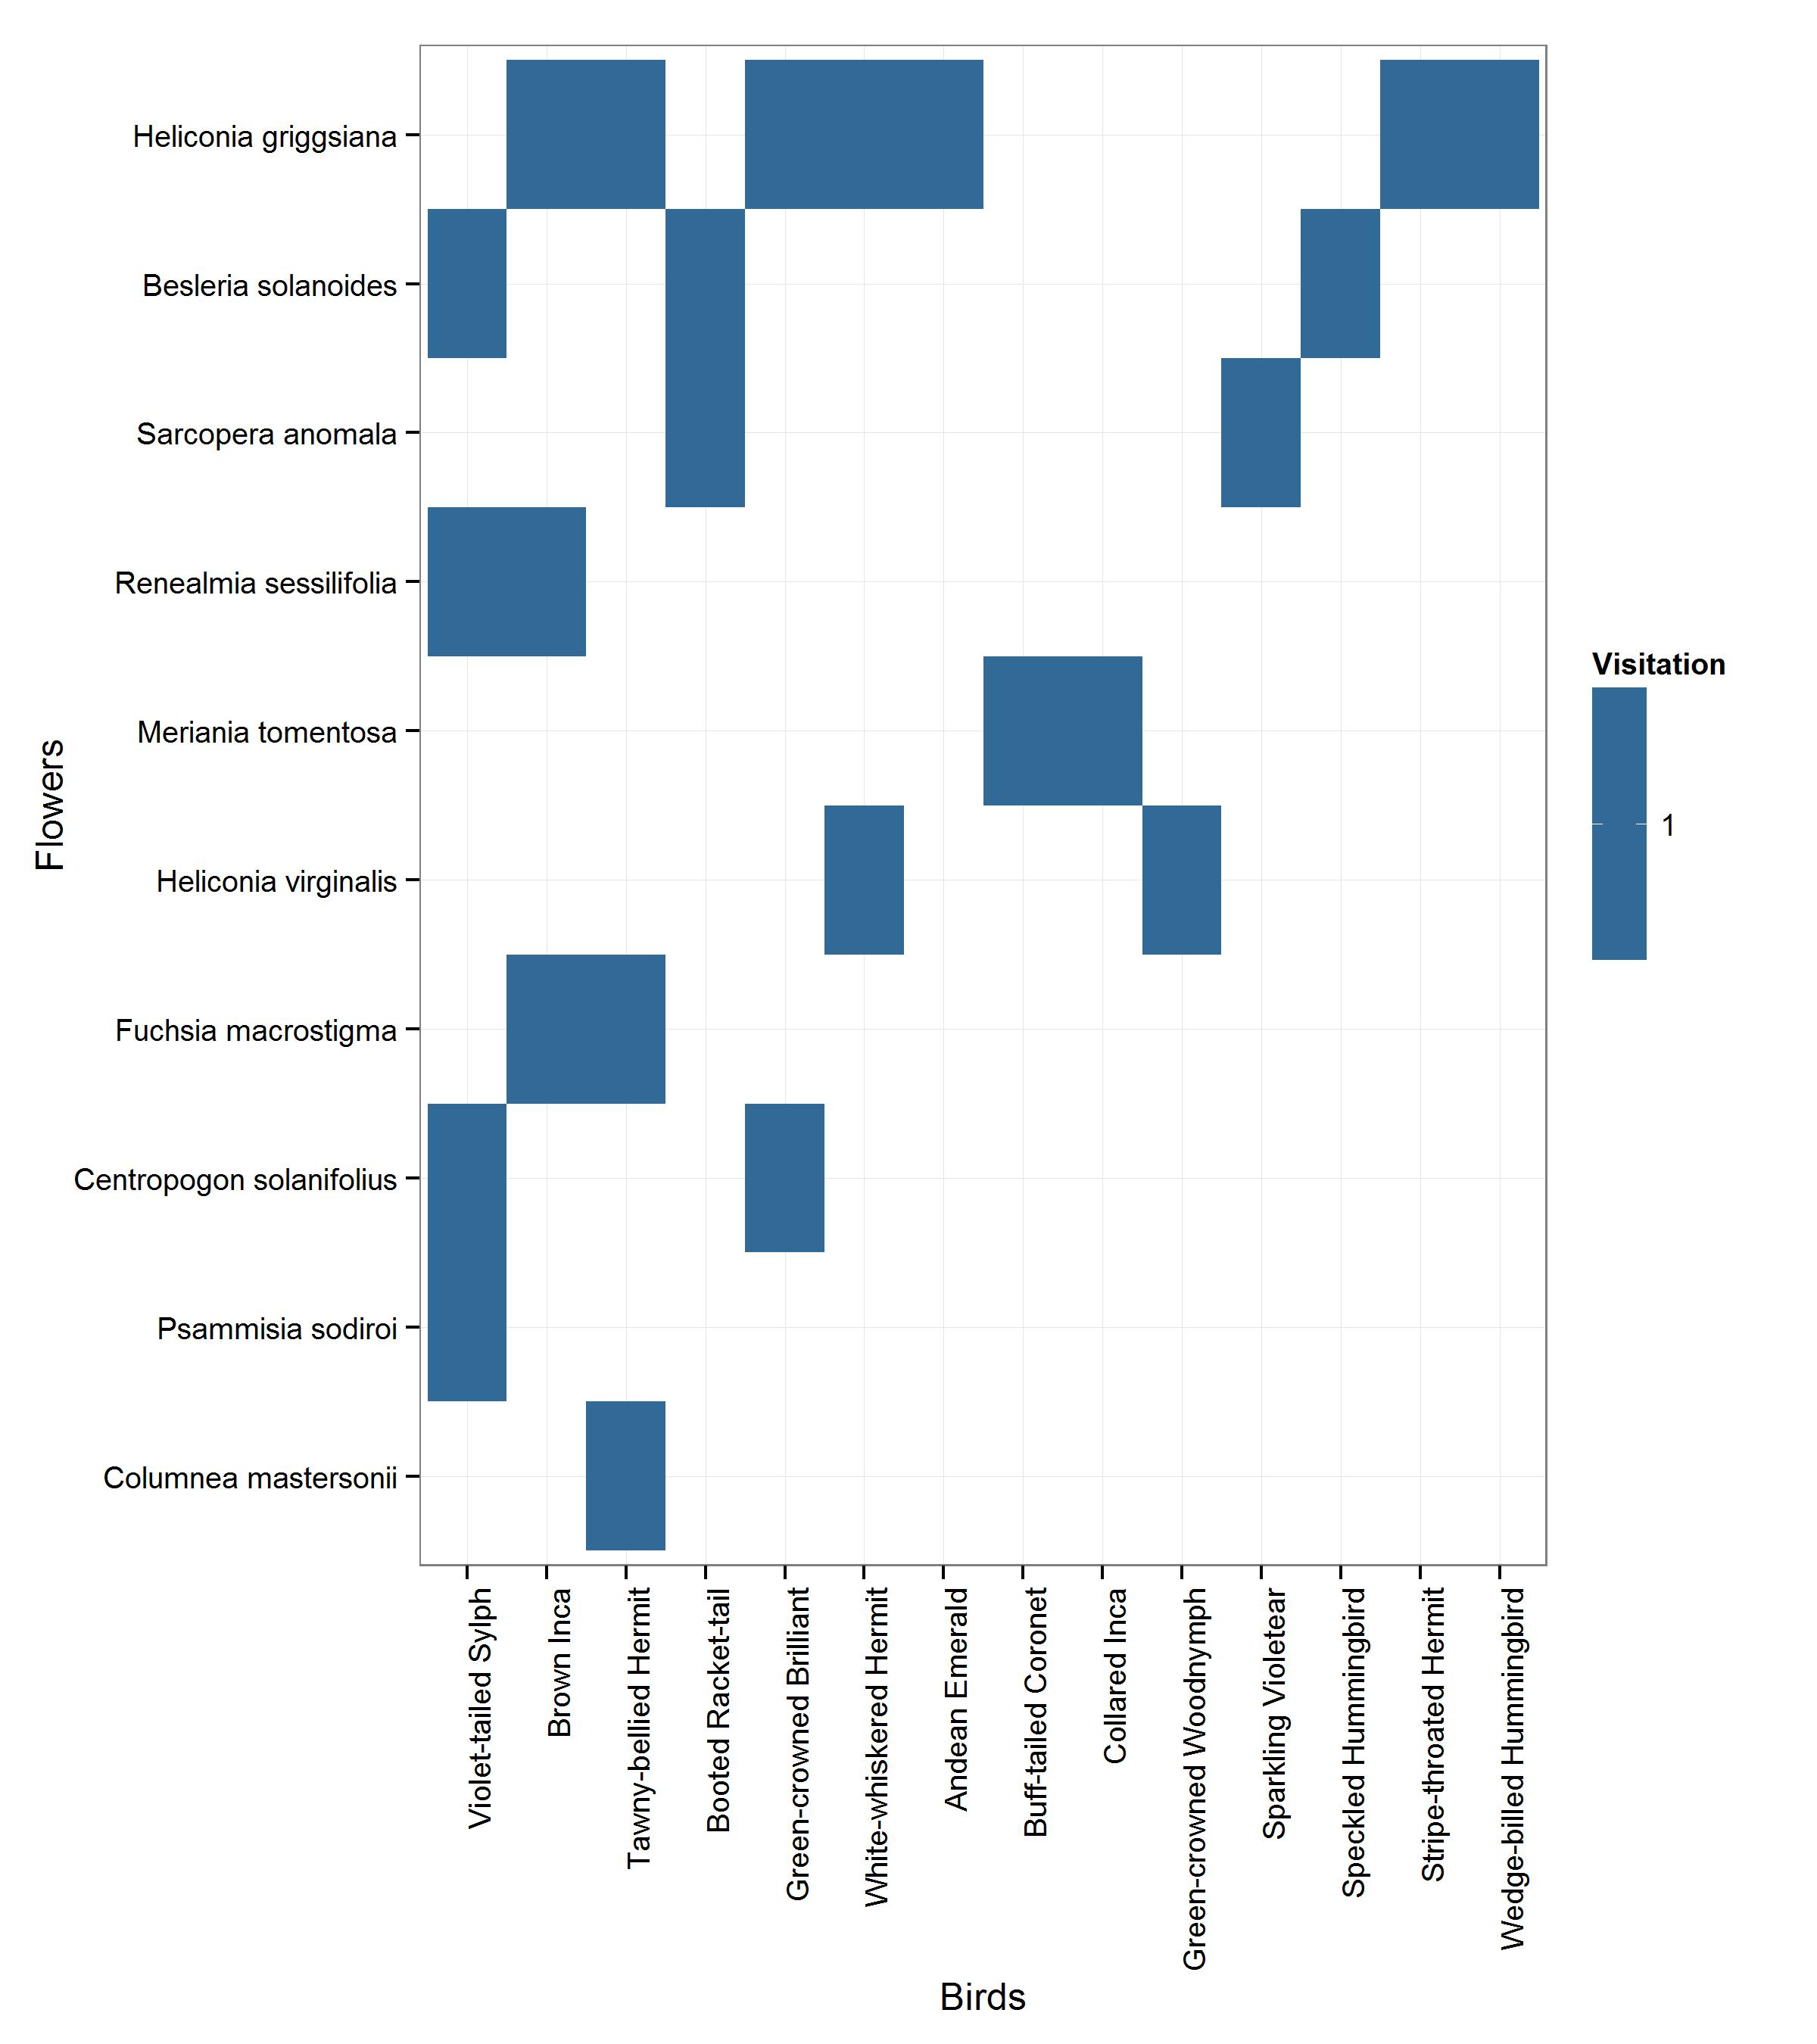 Heliconia griggsiana
Besleria solanoides
Sarcopera anomala
Renealmia sessilifolia
Meriania tomentosa
Heliconia virginalis
Fuchsia macrostigma
Centropogon solanifolius
Psammisia sodiroi
Columnea mastersonii
Flowers
Violet-tailed Sylph
Brown Inca
Tawny-bellied Hermit
Booted Racket-tail
Green-crowned Brilliant
White-whiskered Hermit
Andean Emerald
Buff-tailed Coronet
Collared Inca
Green-crowned Woodnymph
Sparkling Violetear
Speckled Hummingbird
Stripe-throated Hermit
Wedge-billed Hummingbird
Birds
Visitation
1